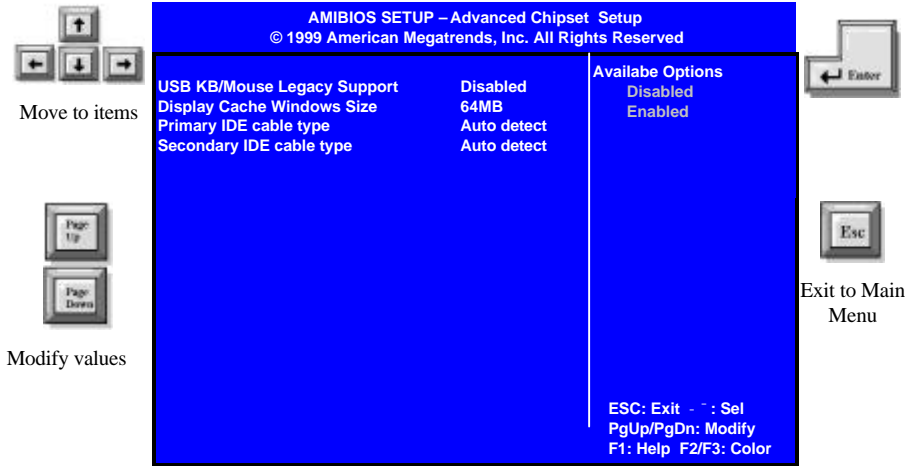 AMIBIOS SETUP – Advanced Chipset Setup
© 1999 American Megatrends, Inc. All Rights Reserved
Move to items
USB KB/Mouse Legacy Support Disabled
Display Cache Windows Size 64MB
Primary IDE cable type Auto detect
Secondary IDE cable type Auto detect
Availabe Options
Disabled
Enabled
Enter
Page
Up
Page
Down
Modify values
Esc
Exit to Main
Menu
ESC: Exit - ¯ : Sel
PgUp/PgDn: Modify
F1: Help F2/F3: Color